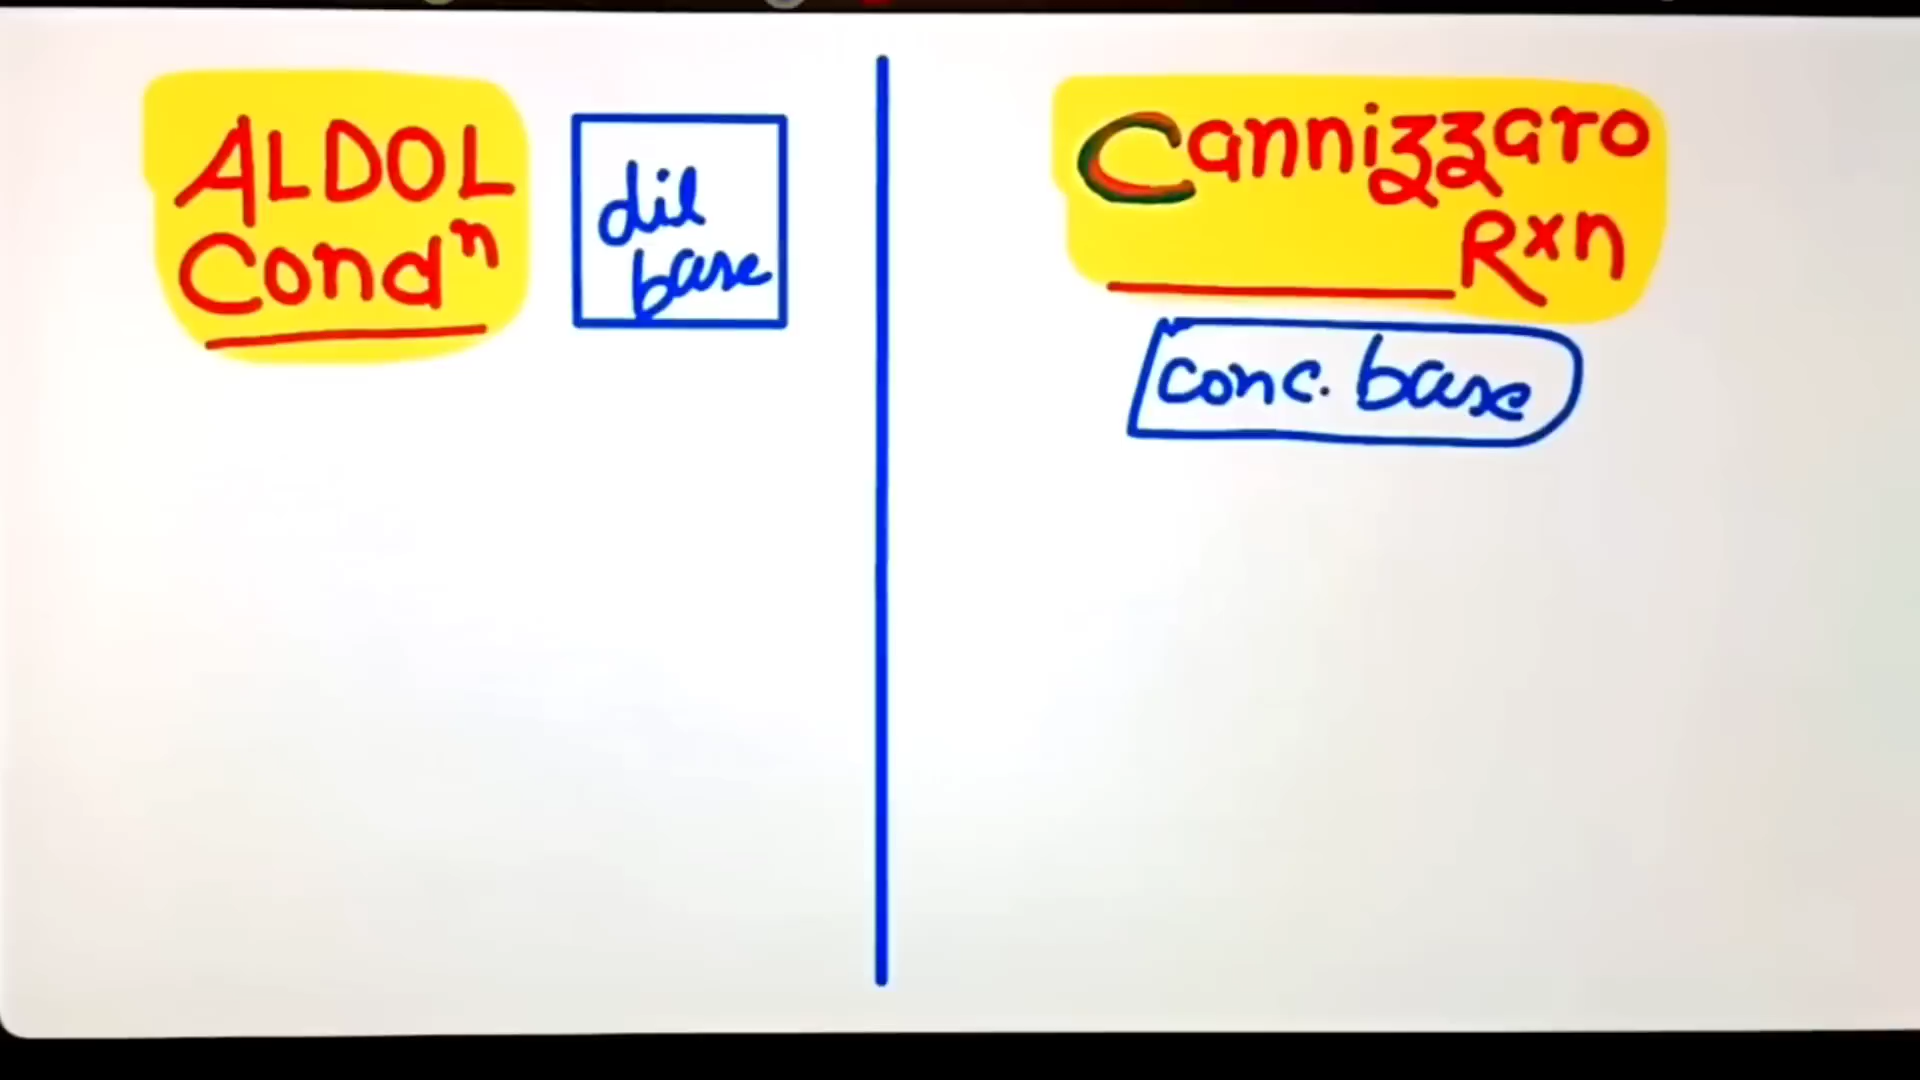 ALDOL
Condⁿ
dil
base
Cannizzaro
Rxn
conc. base